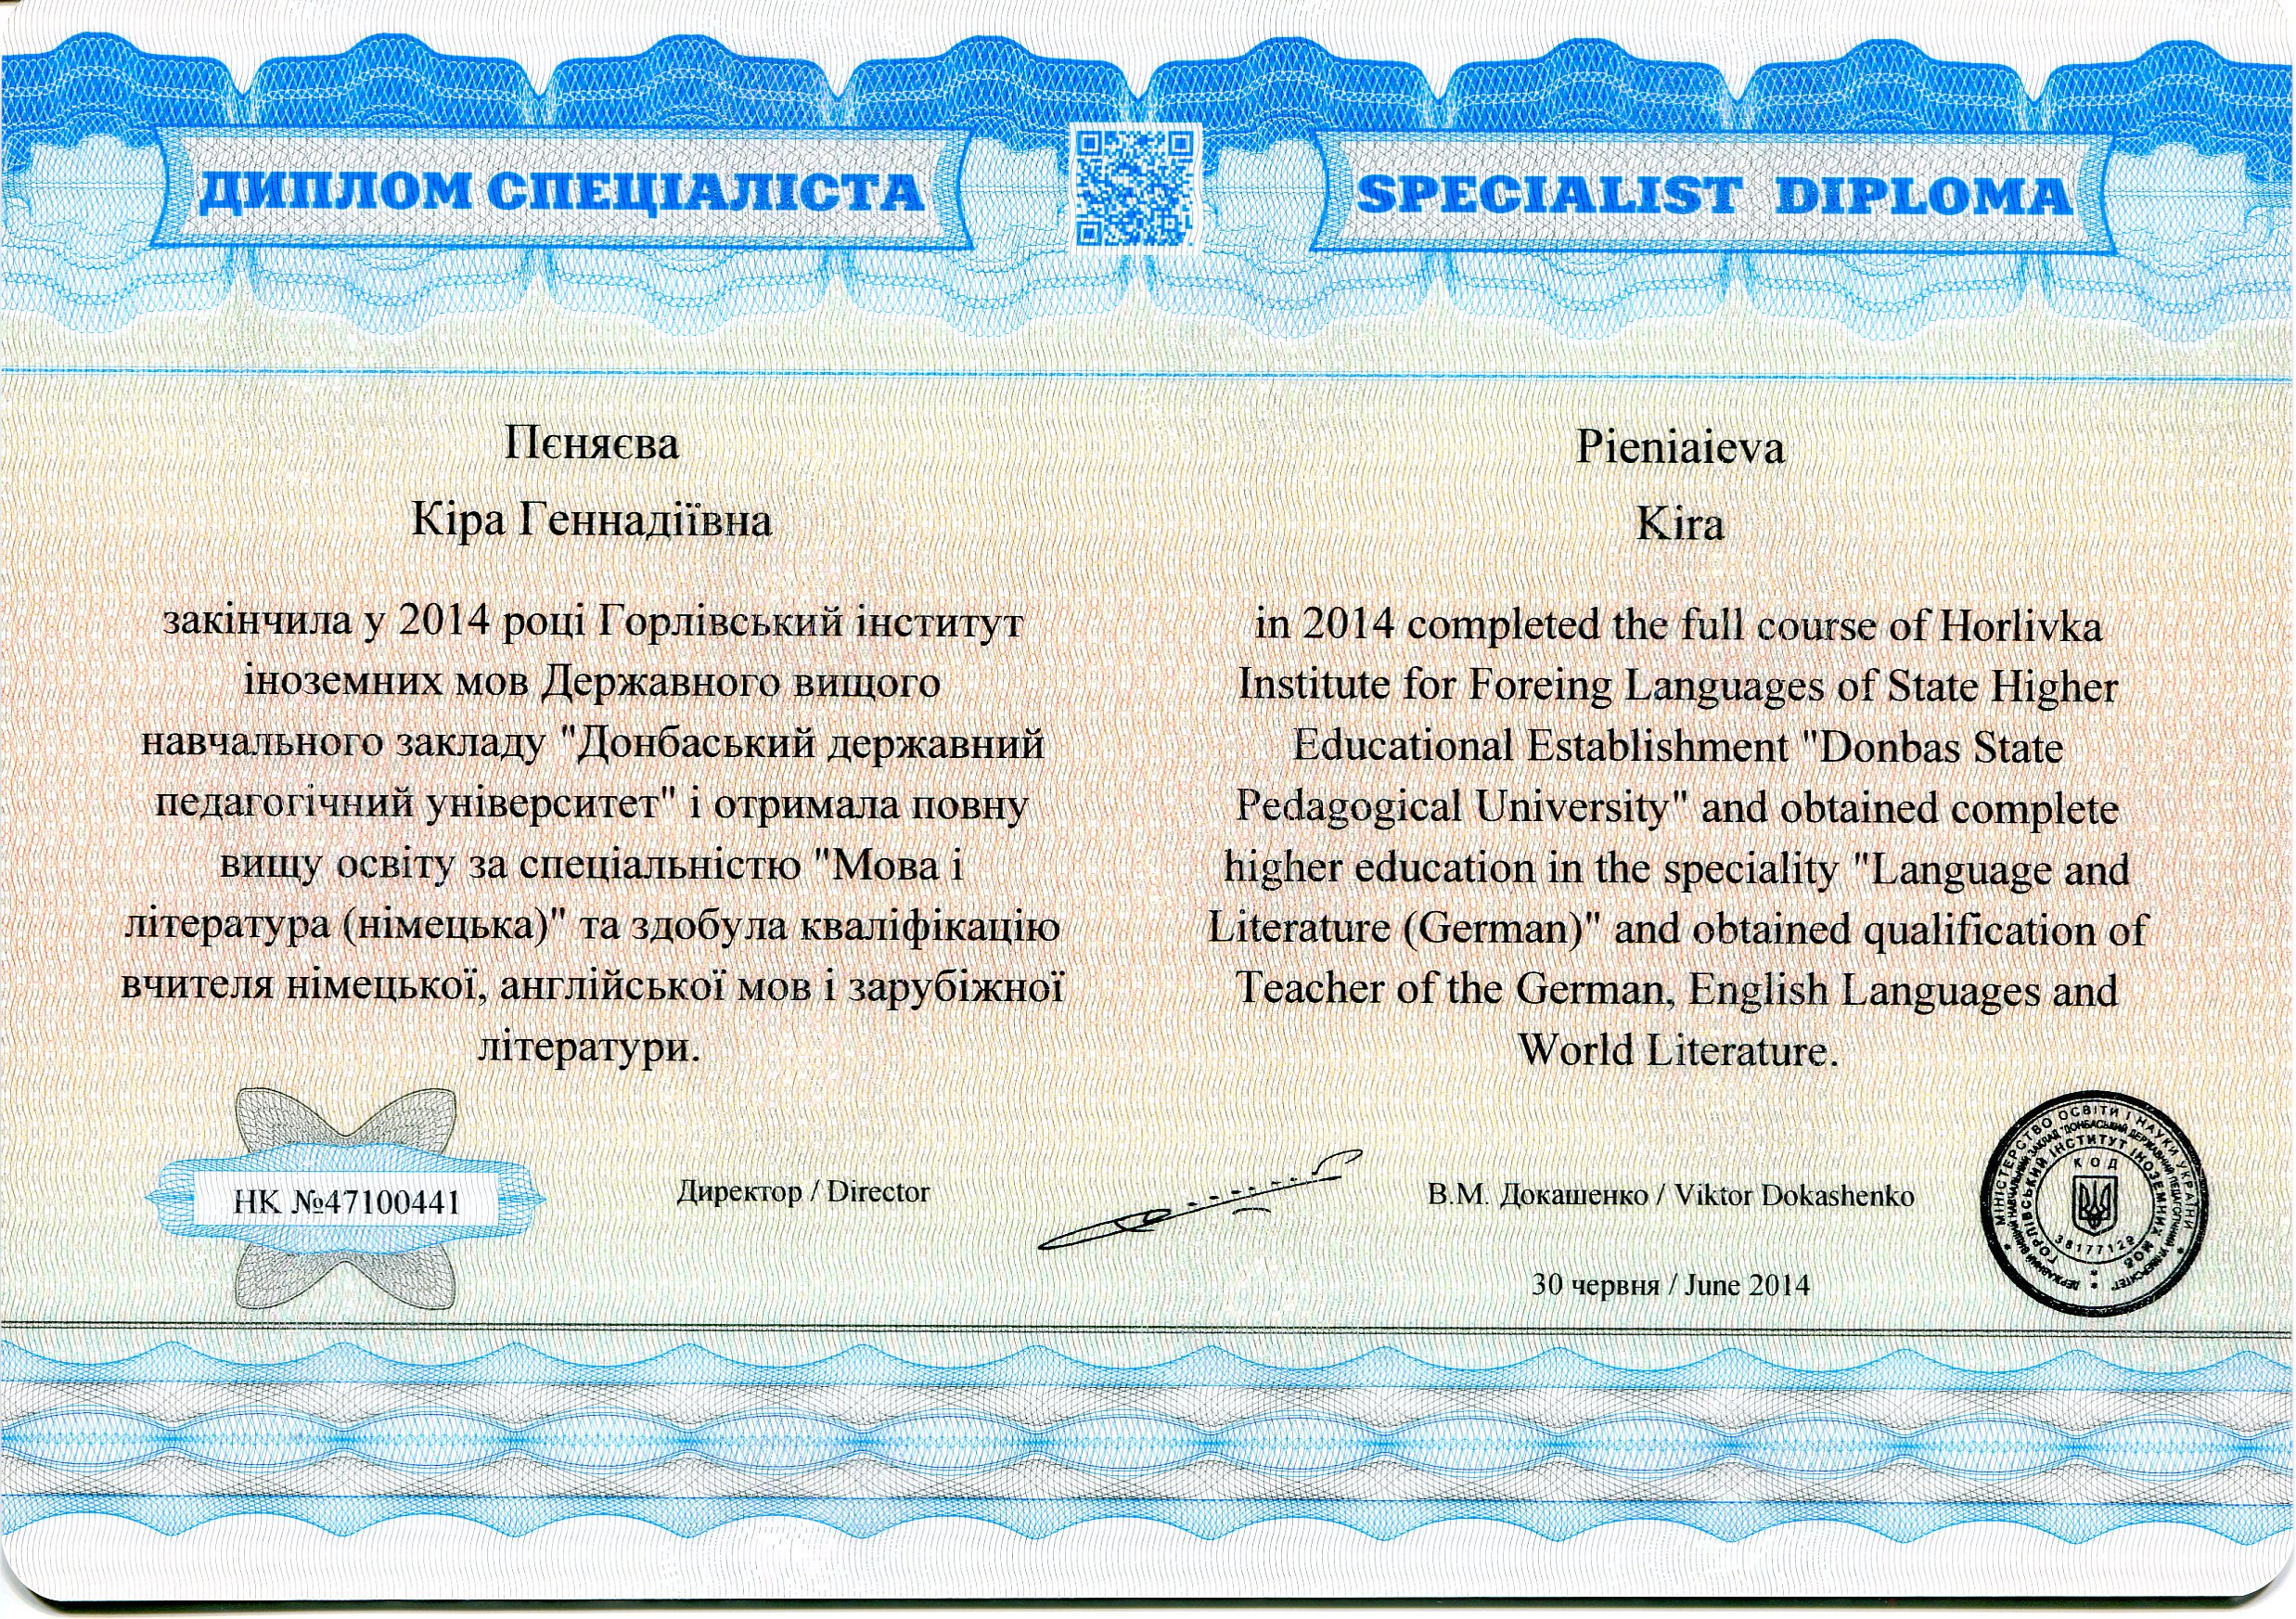 ДИПЛОМ СПЕЦІАЛІСТА
SPECIALIST DIPLOMA
Пєняєва
Кіра Геннадіївна
закінчила у 2014 році Горлівський інститут
іноземних мов Державного вищого
навчального закладу "Донбаський державний
педагогічний університет" і отримала повну
вищу освіту за спеціальністю "Мова і
література (німецька)" та здобула кваліфікацію
вчителя німецької, англійської мов і зарубіжної
літератури.
Pieniaieva
Kira
in 2014 completed the full course of Horlivka
Institute for Foreing Languages of State Higher
Educational Establishment "Donbas State
Pedagogical University" and obtained complete
higher education in the speciality "Language and
Literature (German)" and obtained qualification of
Teacher of the German, English Languages and
World Literature.
НК №47100441
Директор / Director
В.М. Докашенко / Viktor Dokashenko
30 червня / June 2014
МІНІСТЕРСТВО ОСВІТИ І НАУКИ УКРАЇНИ
ДЕРЖАВНИЙ ВИЩИЙ НАВЧАЛЬНИЙ ЗАКЛАД "ДОНБАСЬКИЙ ДЕРЖАВНИЙ ПЕДАГОГІЧНИЙ УНІВЕРСИТЕТ"
ГОРЛІВСЬКИЙ ІНСТИТУТ ІНОЗЕМНИХ МОВ
КОД
38177129